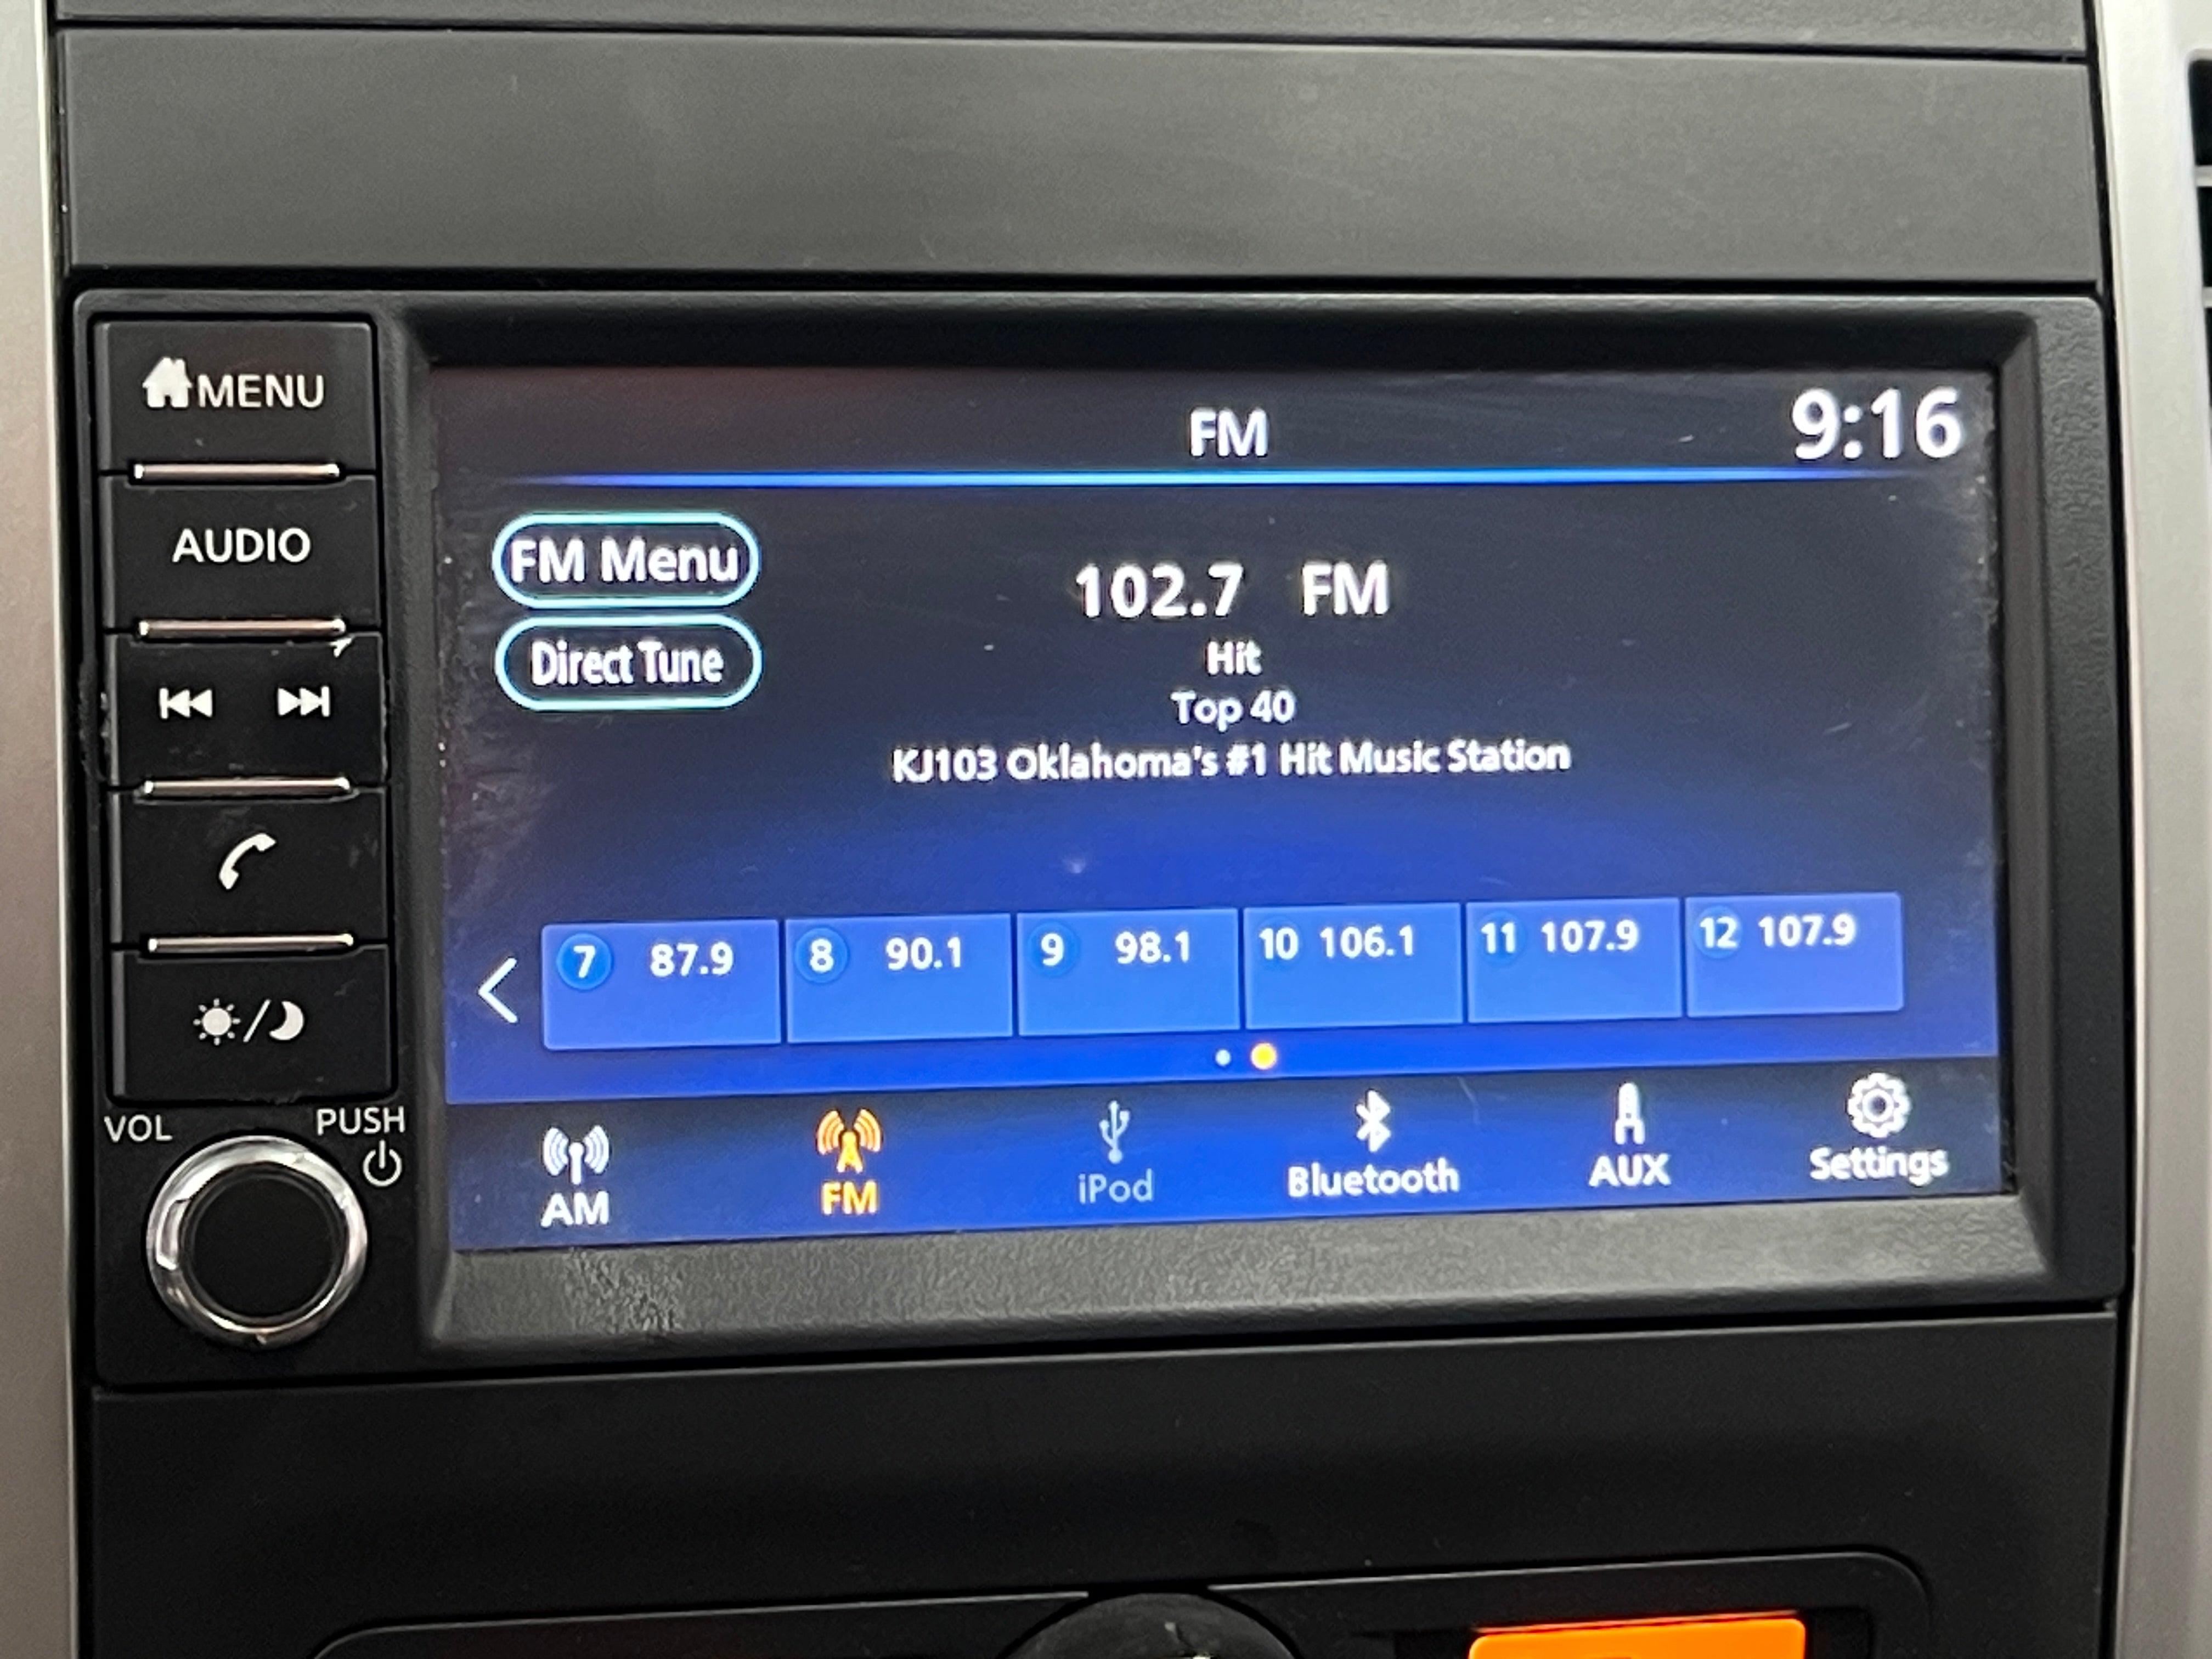 MENU
AUDIO
VOL
PUSH
FM
9:16
FM Menu
Direct Tune
102.7 FM
Hit
Top 40
KJ103 Oklahoma's #1 Hit Music Station
7 87.9
8 90.1
9 98.1
10 106.1
11 107.9
12 107.9
AM
FM
iPod
Bluetooth
AUX
Settings